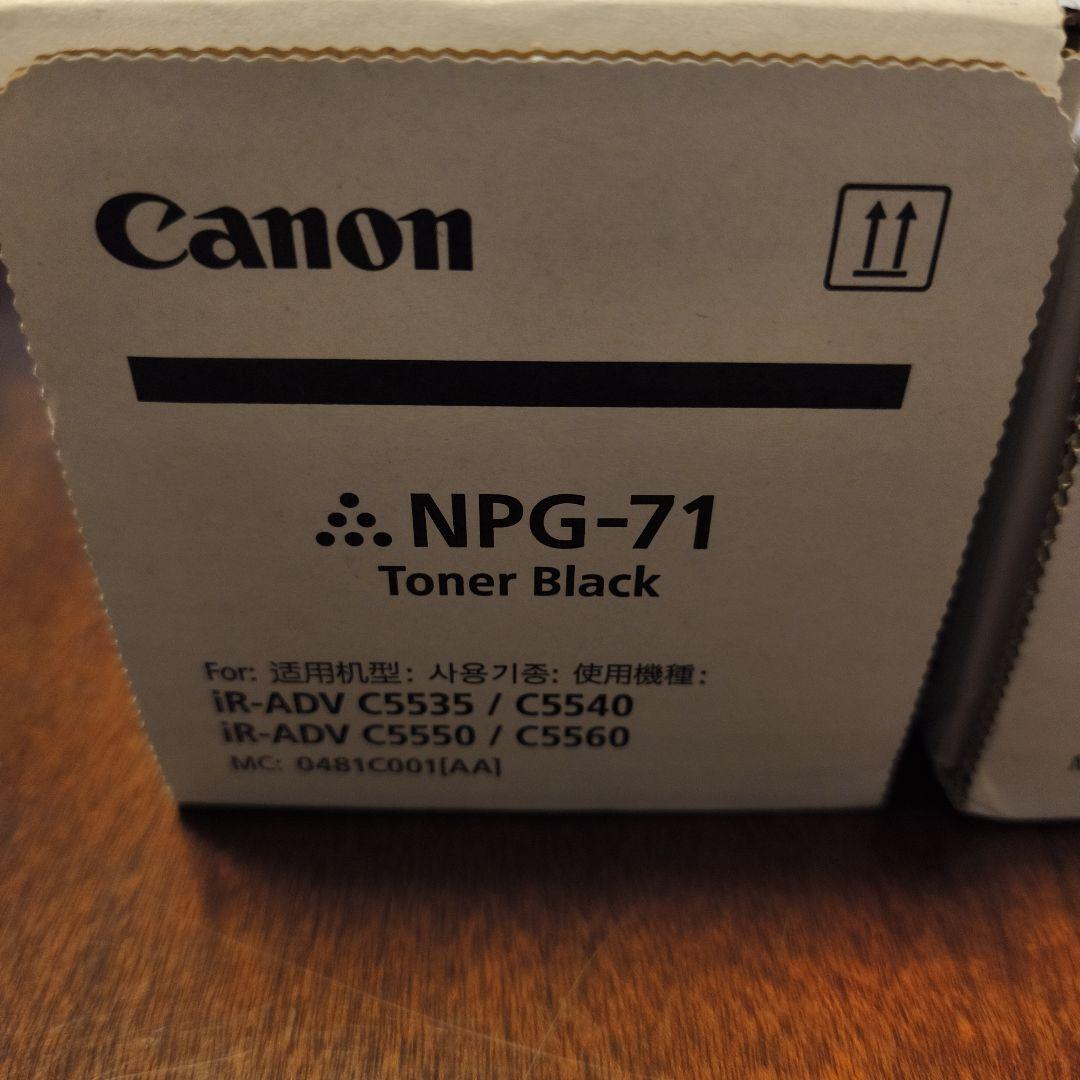 Canon
NPG-71
Toner Black
For: 适用机型: 사용기종: 使用機種:
iR-ADV C5535 / C5540
iR-ADV C5550 / C5560
MC: 0481C001[AA]